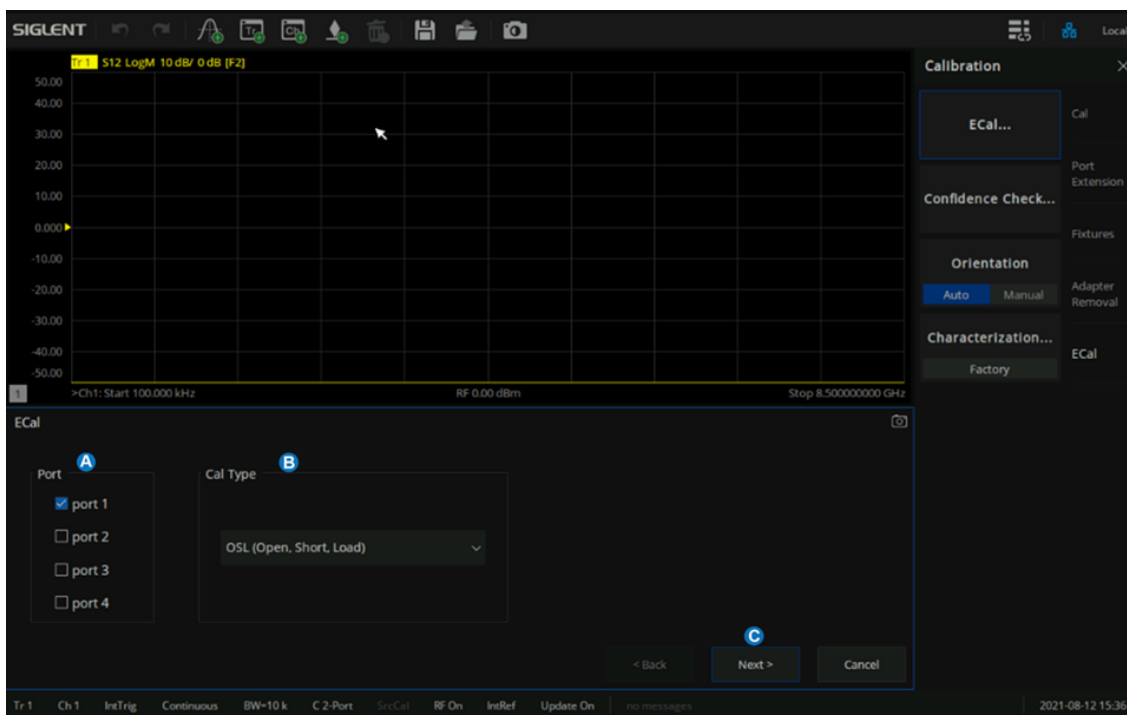 SIGLENT Local
Tr 1 S12 LogM 10 dB/ 0 dB [F2]
50.00
40.00
30.00
20.00
10.00
0.000
-10.00
-20.00
-30.00
-40.00
-50.00
1 >Ch1: Start 100.000 kHz RF 0.00 dBm Stop 8.500000000 GHz
Calibration
ECal...
Confidence Check...
Orientation
Auto Manual
Characterization...
Factory
Cal
Port
Extension
Fixtures
Adapter
Removal
ECal
ECal
Port A
port 1
port 2
port 3
port 4
Cal Type B
OSL (Open, Short, Load)
C
< Back Next > Cancel
Tr 1 Ch 1 IntTrig Continuous BW=10 k C 2-Port SrcCal RF On IntRef Update On no messages 2021-08-12 15:36